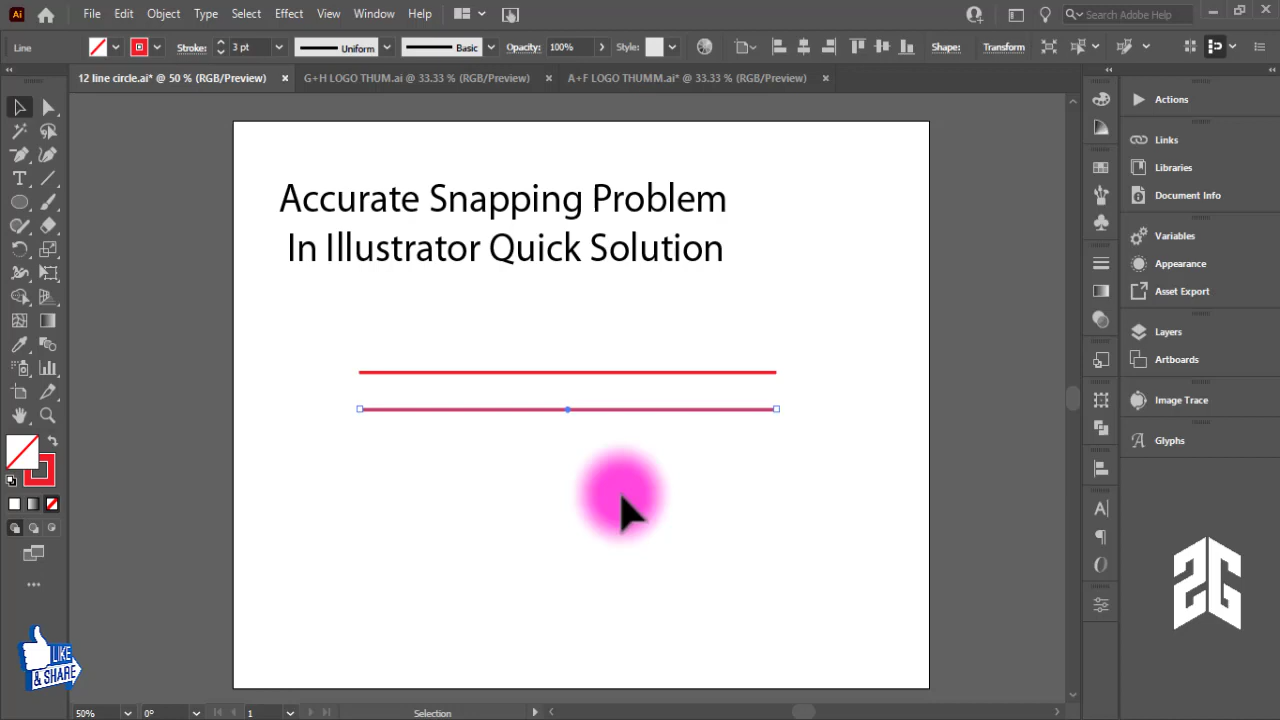 Ai File Edit Object Type Select Effect View Window Help Search Adobe Help
Line Stroke: 3 pt Uniform Basic Opacity: 100% Style: Shape: Transform
12 line circle.ai* @ 50 % (RGB/Preview) G+H LOGO THUM.ai @ 33.33 % (RGB/Preview) A+F LOGO THUMM.ai* @ 33.33 % (RGB/Preview)
Actions
Links
Libraries
Document Info
Variables
Appearance
Asset Export
Layers
Artboards
Image Trace
Glyphs
Accurate Snapping Problem
In Illustrator Quick Solution
LIKE
& SHARE
2G
50% 0° 1 Selection